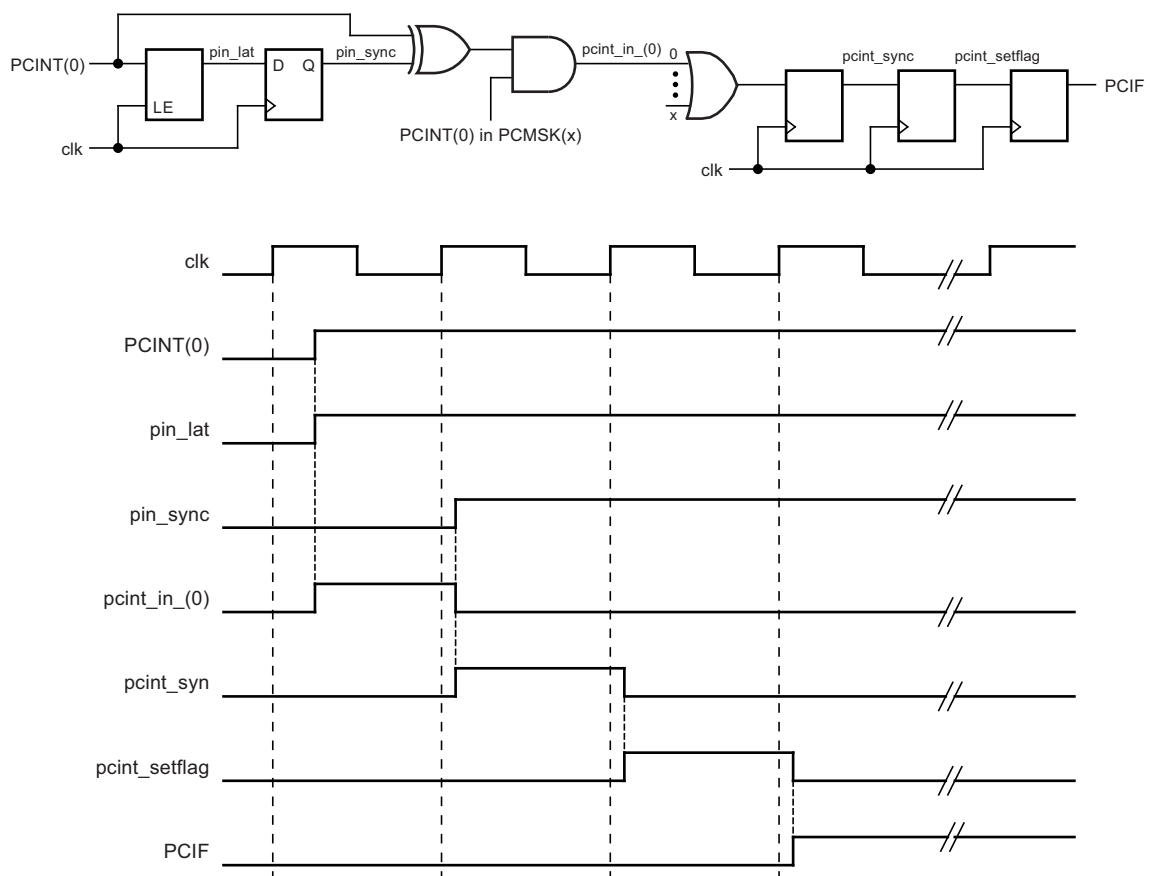 PCINT(0)
pin_lat
D Q
pin_sync
LE
clk
PCINT(0) in PCMSK(x)
pcint_in_(0)
0
x
pcint_sync
pcint_setflag
PCIF
clk
clk
PCINT(0)
pin_lat
pin_sync
pcint_in_(0)
pcint_syn
pcint_setflag
PCIF